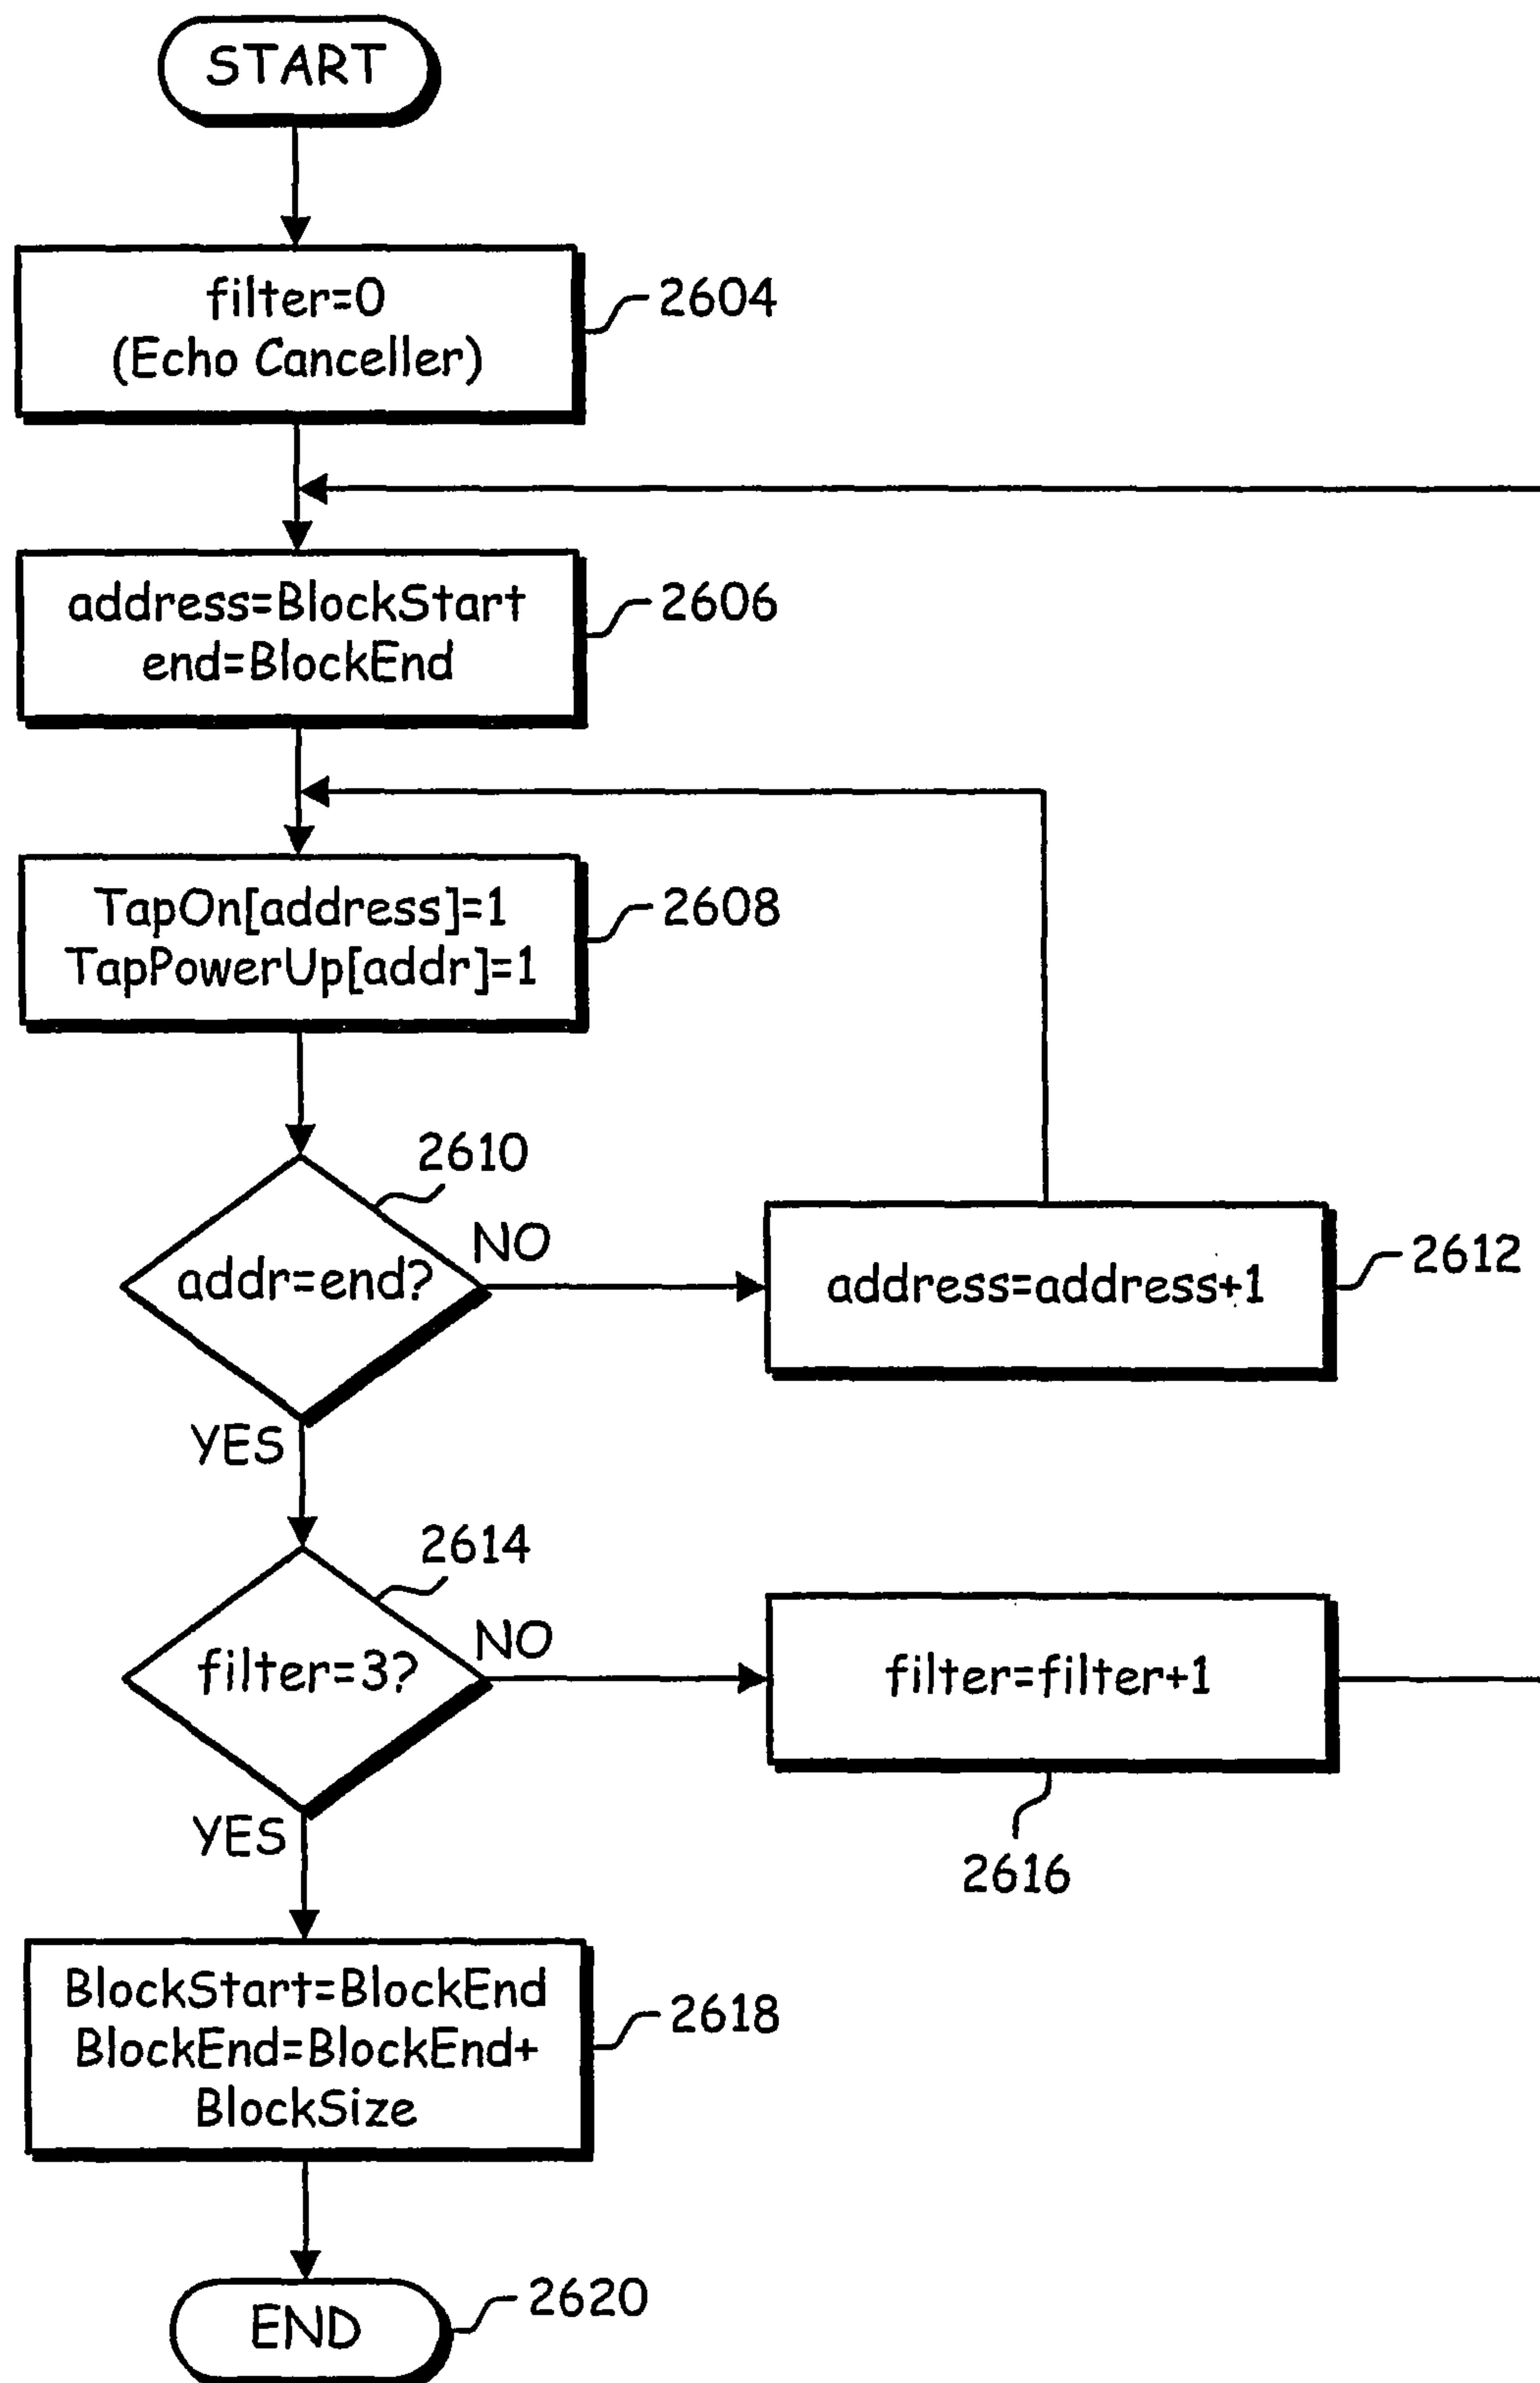 START
filter=0
(Echo Canceller)
2604
address=BlockStart
end=BlockEnd
2606
TapOn[address]=1
TapPowerUp[addr]=1
2608
2610
addr=end?
NO
address=address+1
2612
YES
2614
filter=3?
NO
filter=filter+1
2616
YES
BlockStart=BlockEnd
BlockEnd=BlockEnd+
BlockSize
2618
END
2620